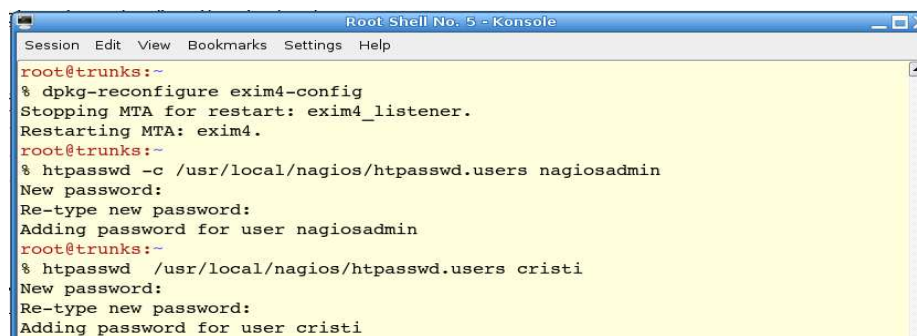 Root Shell No. 5 - Konsole
Session Edit View Bookmarks Settings Help
root@trunks:~
% dpkg-reconfigure exim4-config
Stopping MTA for restart: exim4_listener.
Restarting MTA: exim4.
root@trunks:~
% htpasswd -c /usr/local/nagios/htpasswd.users nagiosadmin
New password:
Re-type new password:
Adding password for user nagiosadmin
root@trunks:~
% htpasswd  /usr/local/nagios/htpasswd.users cristi
New password:
Re-type new password:
Adding password for user cristi